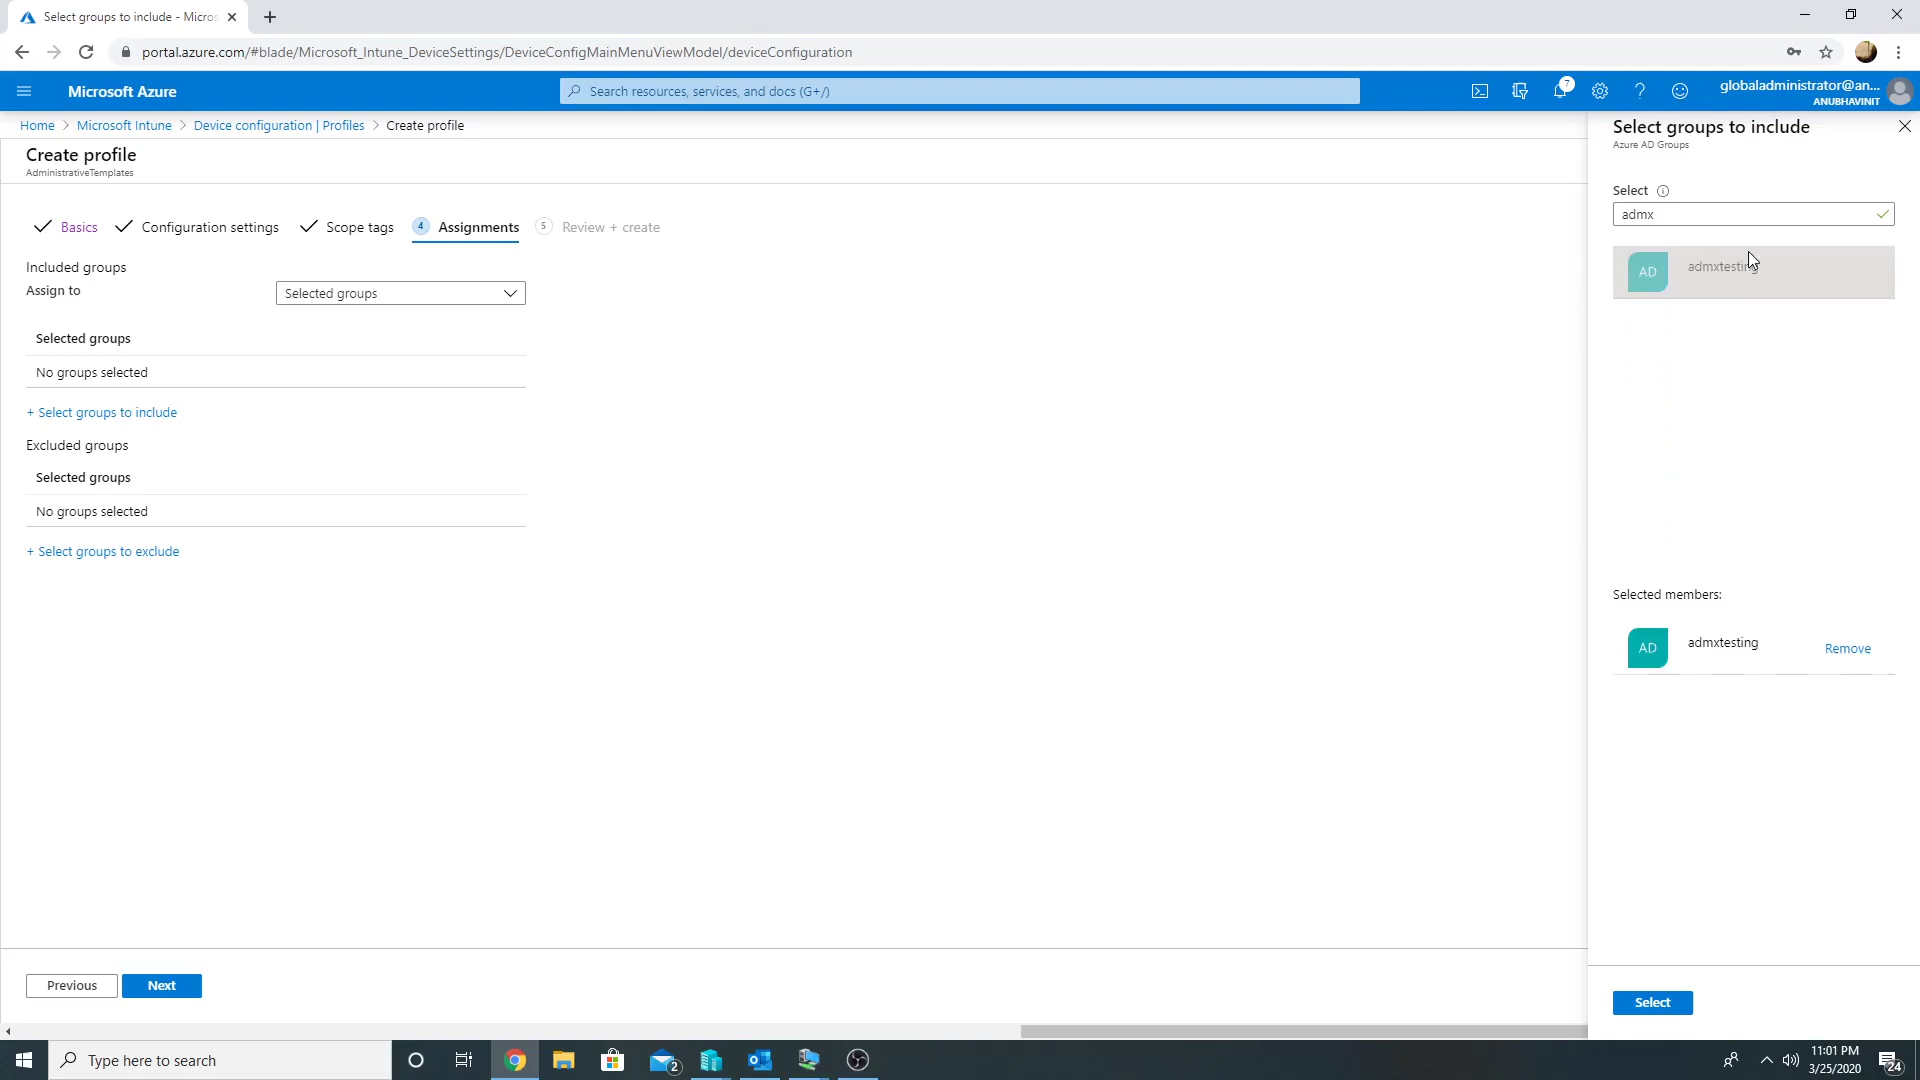 Select groups to include - Micros
portal.azure.com/#blade/Microsoft_Intune_DeviceSettings/DeviceConfigMainMenuViewModel/deviceConfiguration
Microsoft Azure
Search resources, services, and docs (G+/)
7
globaladministrator@an...
ANUBHAVINIT
Home > Microsoft Intune > Device configuration | Profiles > Create profile
Create profile
AdministrativeTemplates
Basics
Configuration settings
Scope tags
4 Assignments
5 Review + create
Included groups
Assign to
Selected groups
Selected groups
No groups selected
+ Select groups to include
Excluded groups
Selected groups
No groups selected
+ Select groups to exclude
Previous
Next
Select groups to include
Azure AD Groups
Select
admx
AD
admxtesting
Selected members:
AD
admxtesting
Remove
Select
Type here to search
2
11:01 PM
3/25/2020
24